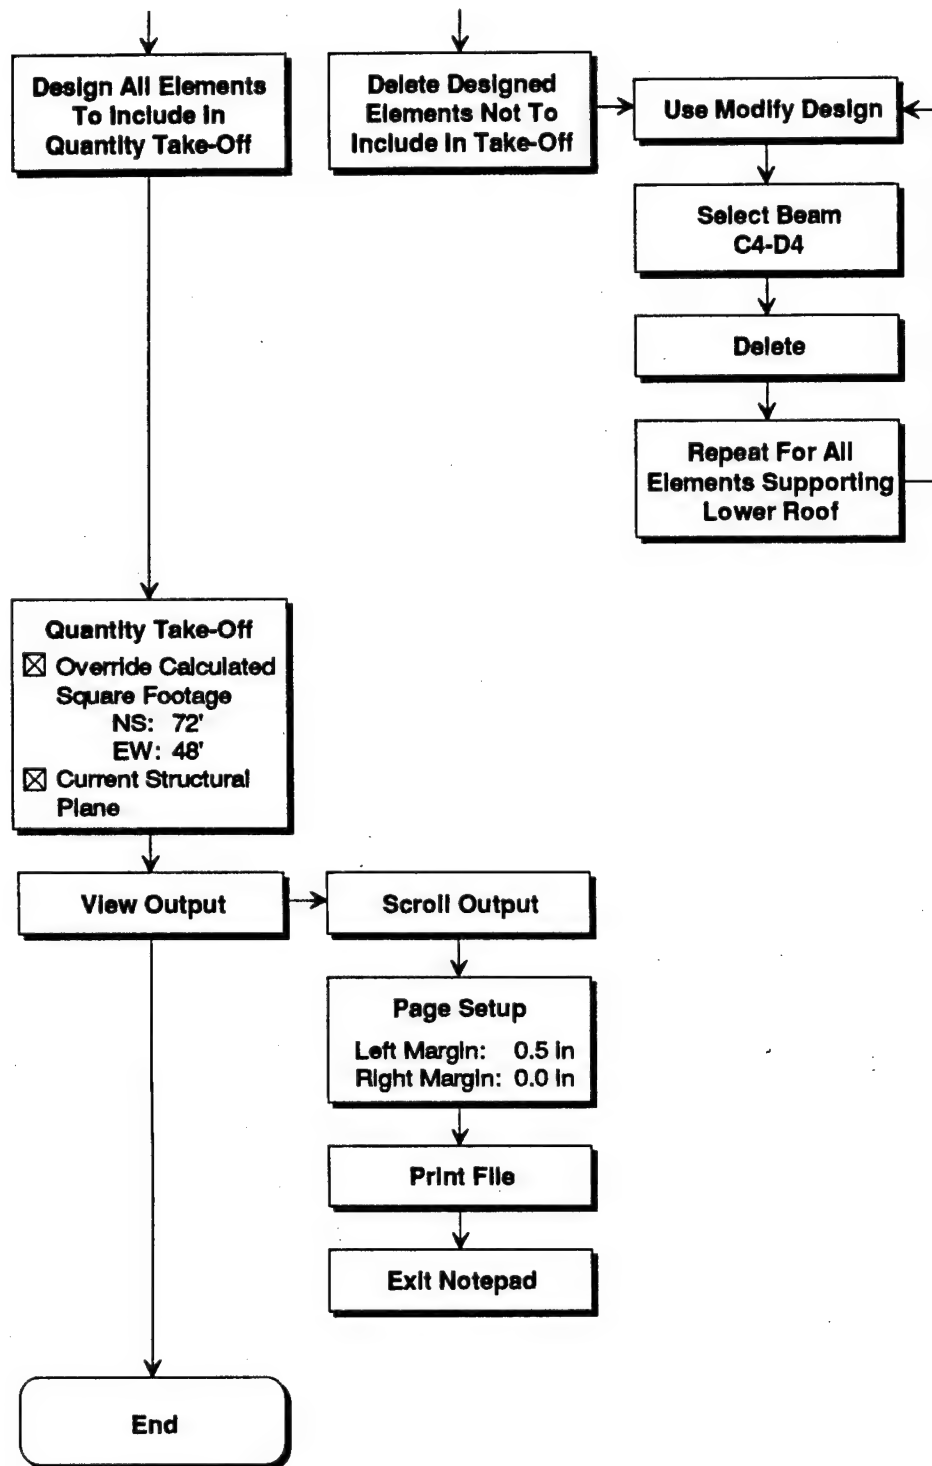 Design All Elements
To Include In
Quantity Take-Off
Delete Designed
Elements Not To
Include In Take-Off
Use Modify Design
Select Beam
C4-D4
Delete
Repeat For All
Elements Supporting
Lower Roof
Quantity Take-Off
Override Calculated
Square Footage
NS: 72'
EW: 48'
Current Structural
Plane
View Output
Scroll Output
Page Setup
Left Margin: 0.5 in
Right Margin: 0.0 in
Print File
Exit Notepad
End